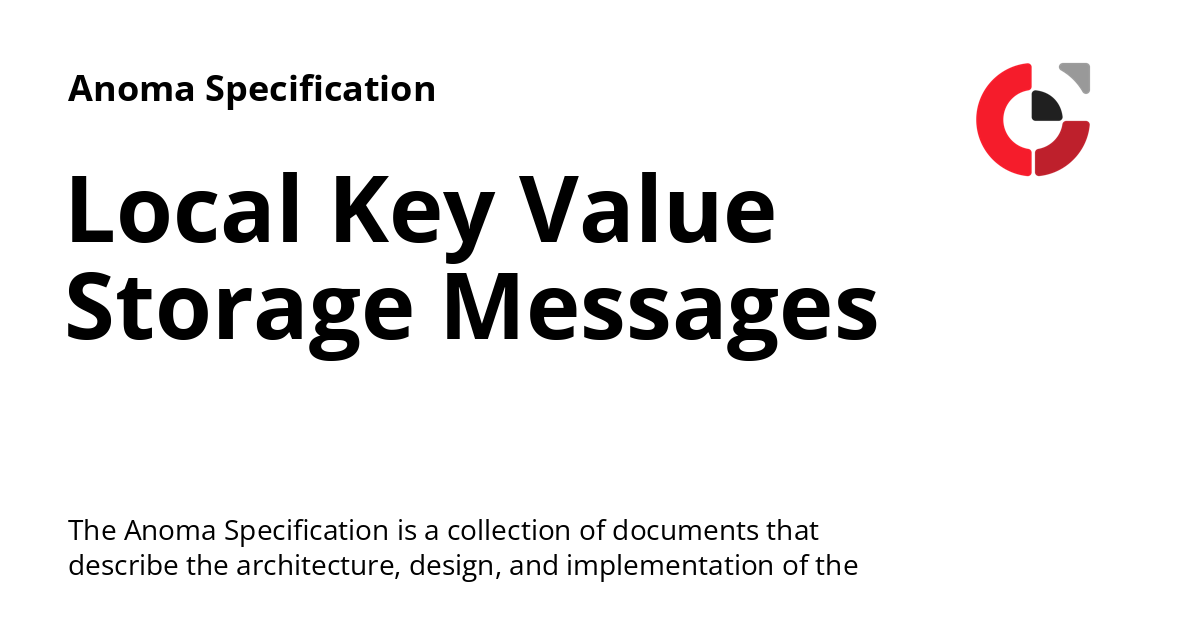 Anoma Specification
Local Key Value
Storage Messages
The Anoma Specification is a collection of documents that
describe the architecture, design, and implementation of the